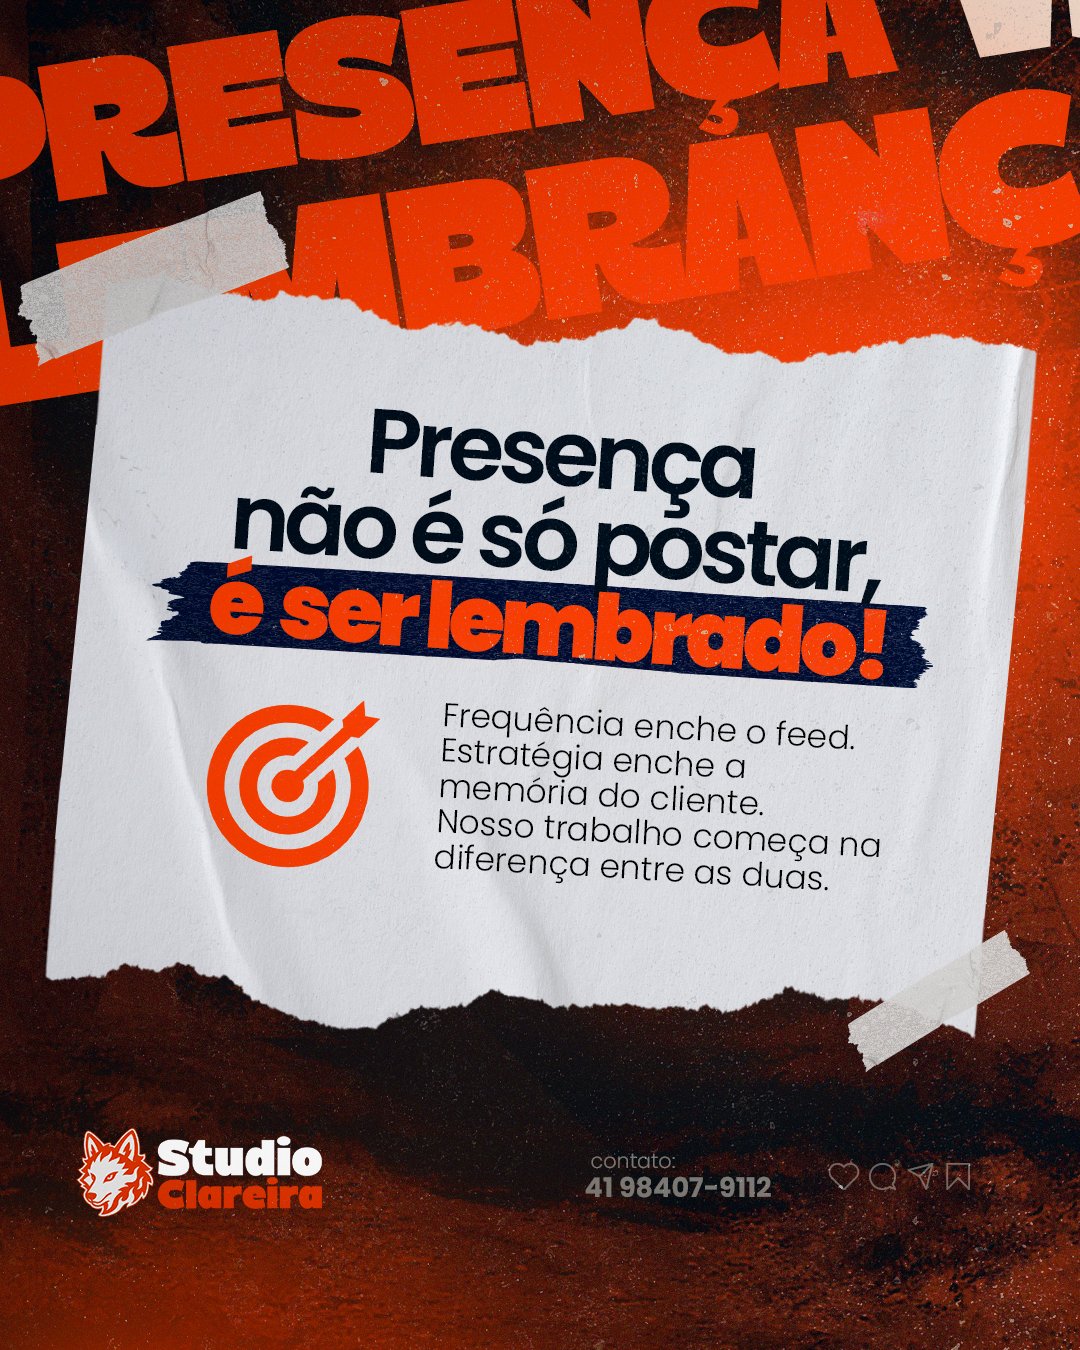 PRESENÇA
LEMBRANÇ
Presença
não é só postar,
é ser lembrado!
Frequência enche o feed.
Estratégia enche a
memória do cliente.
Nosso trabalho começa na
diferença entre as duas.
Studio
Clareira
contato:
41 98407-9112